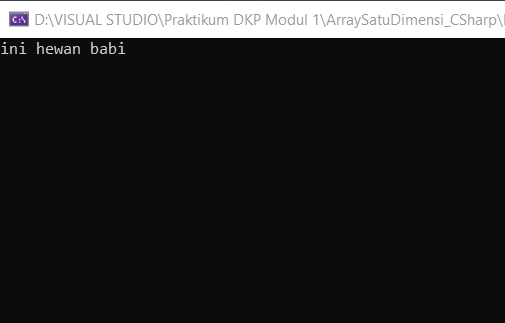 D:\VISUAL STUDIO\Praktikum DKP Modul 1\ArraySatuDimensi_CSharp\
ini hewan babi